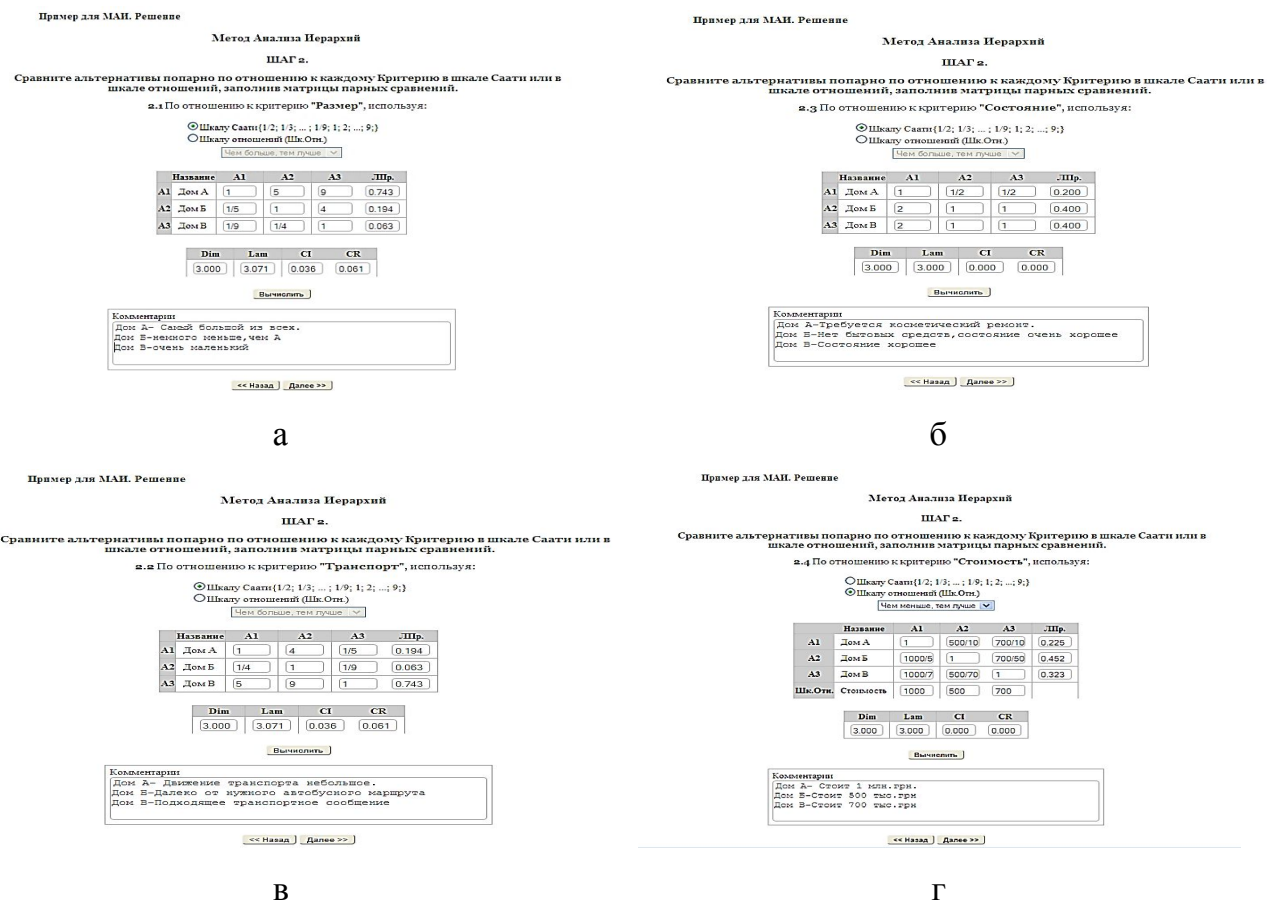 Пример для МАИ. Решение
Метод Анализа Иерархий
ШАГ 2.
Сравните альтернативы попарно по отношению к каждому Критерию в шкале Саати или в
шкале отношений, заполнив матрицы парных сравнений.
2.1 По отношению к критерию "Размер", используя:
Шкалу Саати{1/2; 1/3; ... ; 1/9; 1; 2; ...; 9;}
Шкалу отношений (Шк.Отн.)
Чем больше, тем лучше
Название A1 A2 A3 ЛПр.
A1 Дом А 1 5 9 0.743
A2 Дом Б 1/5 1 4 0.194
A3 Дом В 1/9 1/4 1 0.063
Dim Lam CI CR
3.000 3.071 0.036 0.061
Вычислить
Комментарии
Дом А- Самый большой из всех.
Дом Б-немного меньше,чем А
Дом В-очень маленький
<< Назад Далее >>
а
Пример для МАИ. Решение
Метод Анализа Иерархий
ШАГ 2.
Сравните альтернативы попарно по отношению к каждому Критерию в шкале Саати или в
шкале отношений, заполнив матрицы парных сравнений.
2.3 По отношению к критерию "Состояние", используя:
Шкалу Саати{1/2; 1/3; ... ; 1/9; 1; 2; ...; 9;}
Шкалу отношений (Шк.Отн.)
Чем больше, тем лучше
Название A1 A2 A3 ЛПр.
A1 Дом А 1 1/2 1/2 0.200
A2 Дом Б 2 1 1 0.400
A3 Дом В 2 1 1 0.400
Dim Lam CI CR
3.000 3.000 0.000 0.000
Вычислить
Комментарии
Дом А-Требуется косметический ремонт.
Дом Б-Нет бытовых средств,состояние очень хорошее
Дом В-Состояние хорошее
<< Назад Далее >>
б
Пример для МАИ. Решение
Метод Анализа Иерархий
ШАГ 2.
Сравните альтернативы попарно по отношению к каждому Критерию в шкале Саати или в
шкале отношений, заполнив матрицы парных сравнений.
2.2 По отношению к критерию "Транспорт", используя:
Шкалу Саати{1/2; 1/3; ... ; 1/9; 1; 2; ...; 9;}
Шкалу отношений (Шк.Отн.)
Чем больше, тем лучше
Название A1 A2 A3 ЛПр.
A1 Дом А 1 4 1/5 0.194
A2 Дом Б 1/4 1 1/9 0.063
A3 Дом В 5 9 1 0.743
Dim Lam CI CR
3.000 3.071 0.036 0.061
Вычислить
Комментарии
Дом А- Движение транспорта небольшое.
Дом Б-Далеко от нужного автобусного маршрута
Дом В-Подходящее транспортное сообщение
<< Назад Далее >>
в
Пример для МАИ. Решение
Метод Анализа Иерархий
ШАГ 2.
Сравните альтернативы попарно по отношению к каждому Критерию в шкале Саати или в
шкале отношений, заполнив матрицы парных сравнений.
2.4 По отношению к критерию "Стоимость", используя:
Шкалу Саати{1/2; 1/3; ... ; 1/9; 1; 2; ...; 9;}
Шкалу отношений (Шк.Отн.)
Чем меньше, тем лучше
Название A1 A2 A3 ЛПр.
A1 Дом А 1 500/10 700/10 0.225
A2 Дом Б 1000/5 1 700/50 0.452
A3 Дом В 1000/7 500/70 1 0.323
Шк.Отн. Стоимость 1000 500 700
Dim Lam CI CR
3.000 3.000 0.000 0.000
Вычислить
Комментарии
Дом А- Стоит 1 млн.грн.
Дом Б-Стоит 500 тыс.грн
Дом В-Стоит 700 тыс.грн
<< Назад Далее >>
г